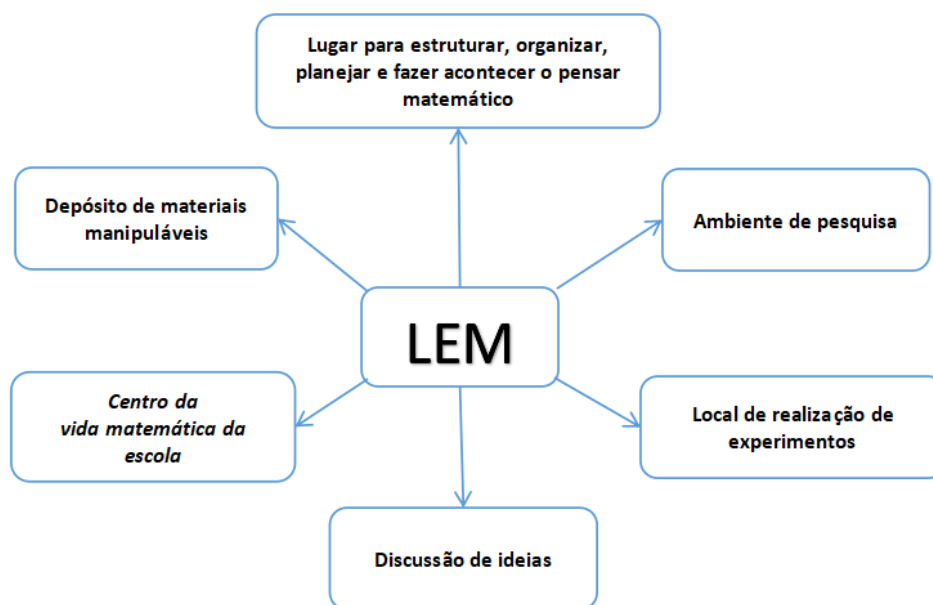 Lugar para estruturar, organizar,
planejar e fazer acontecer o pensar
matemático
Depósito de materiais
manipuláveis
Ambiente de pesquisa
LEM
Centro da
vida matemática da
escola
Local de realização de
experimentos
Discussão de ideias